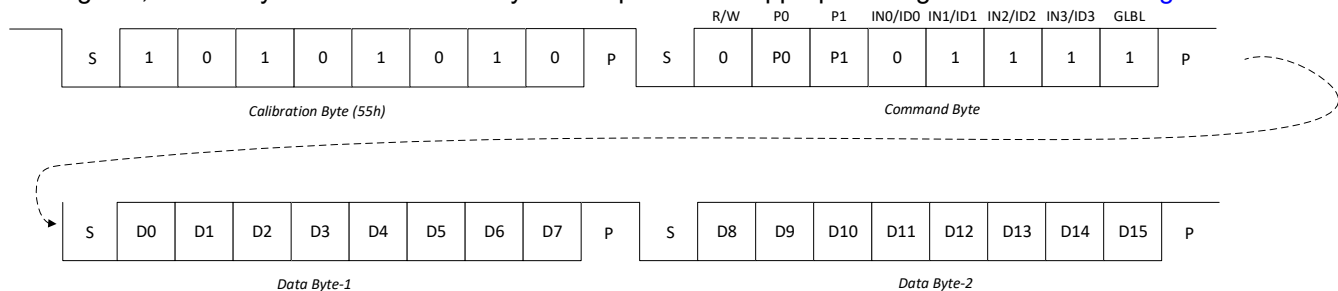 R/W P0 P1 IN0/ID0 IN1/ID1 IN2/ID2 IN3/ID3 GLBL
S 1 0 1 0 1 0 1 0 P S 0 P0 P1 0 1 1 1 1 P
Calibration Byte (55h) Command Byte
S D0 D1 D2 D3 D4 D5 D6 D7 P S D8 D9 D10 D11 D12 D13 D14 D15 P
Data Byte-1 Data Byte-2